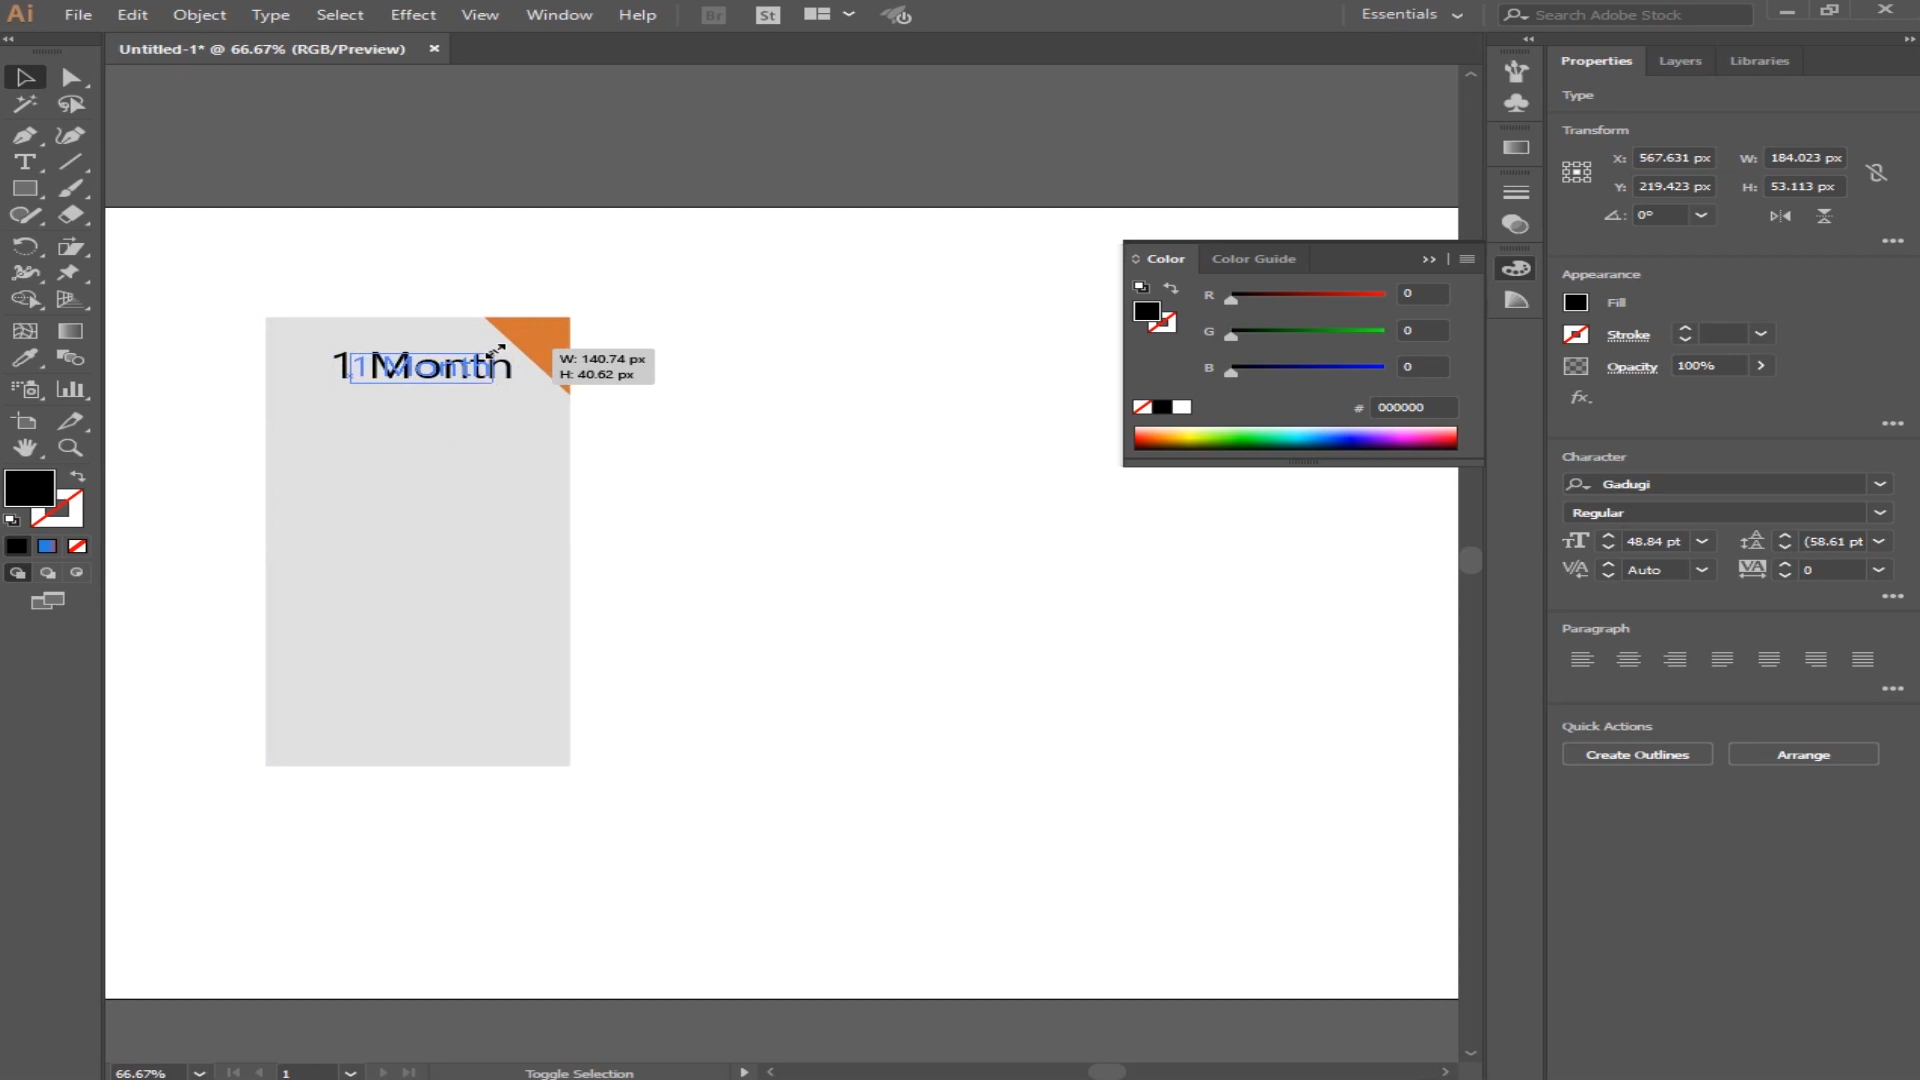 Ai File Edit Object Type Select Effect View Window Help Br St Essentials Search Adobe Stock
Untitled-1* @ 66.67% (RGB/Preview)
Properties Layers Libraries
Type
Transform
X: 567.631 px W: 184.023 px
Y: 219.423 px H: 53.113 px
0°
Color Color Guide
Appearance
R 0
Fill
G 0
Stroke
B 0
Opacity 100%
fx.
# 000000
1 Month
1 Month
W: 140.74 px
H: 40.62 px
Character
Gadugi
Regular
48.84 pt (58.61 pt
Auto 0
Paragraph
Quick Actions
Create Outlines Arrange
66.67% 1 Toggle Selection